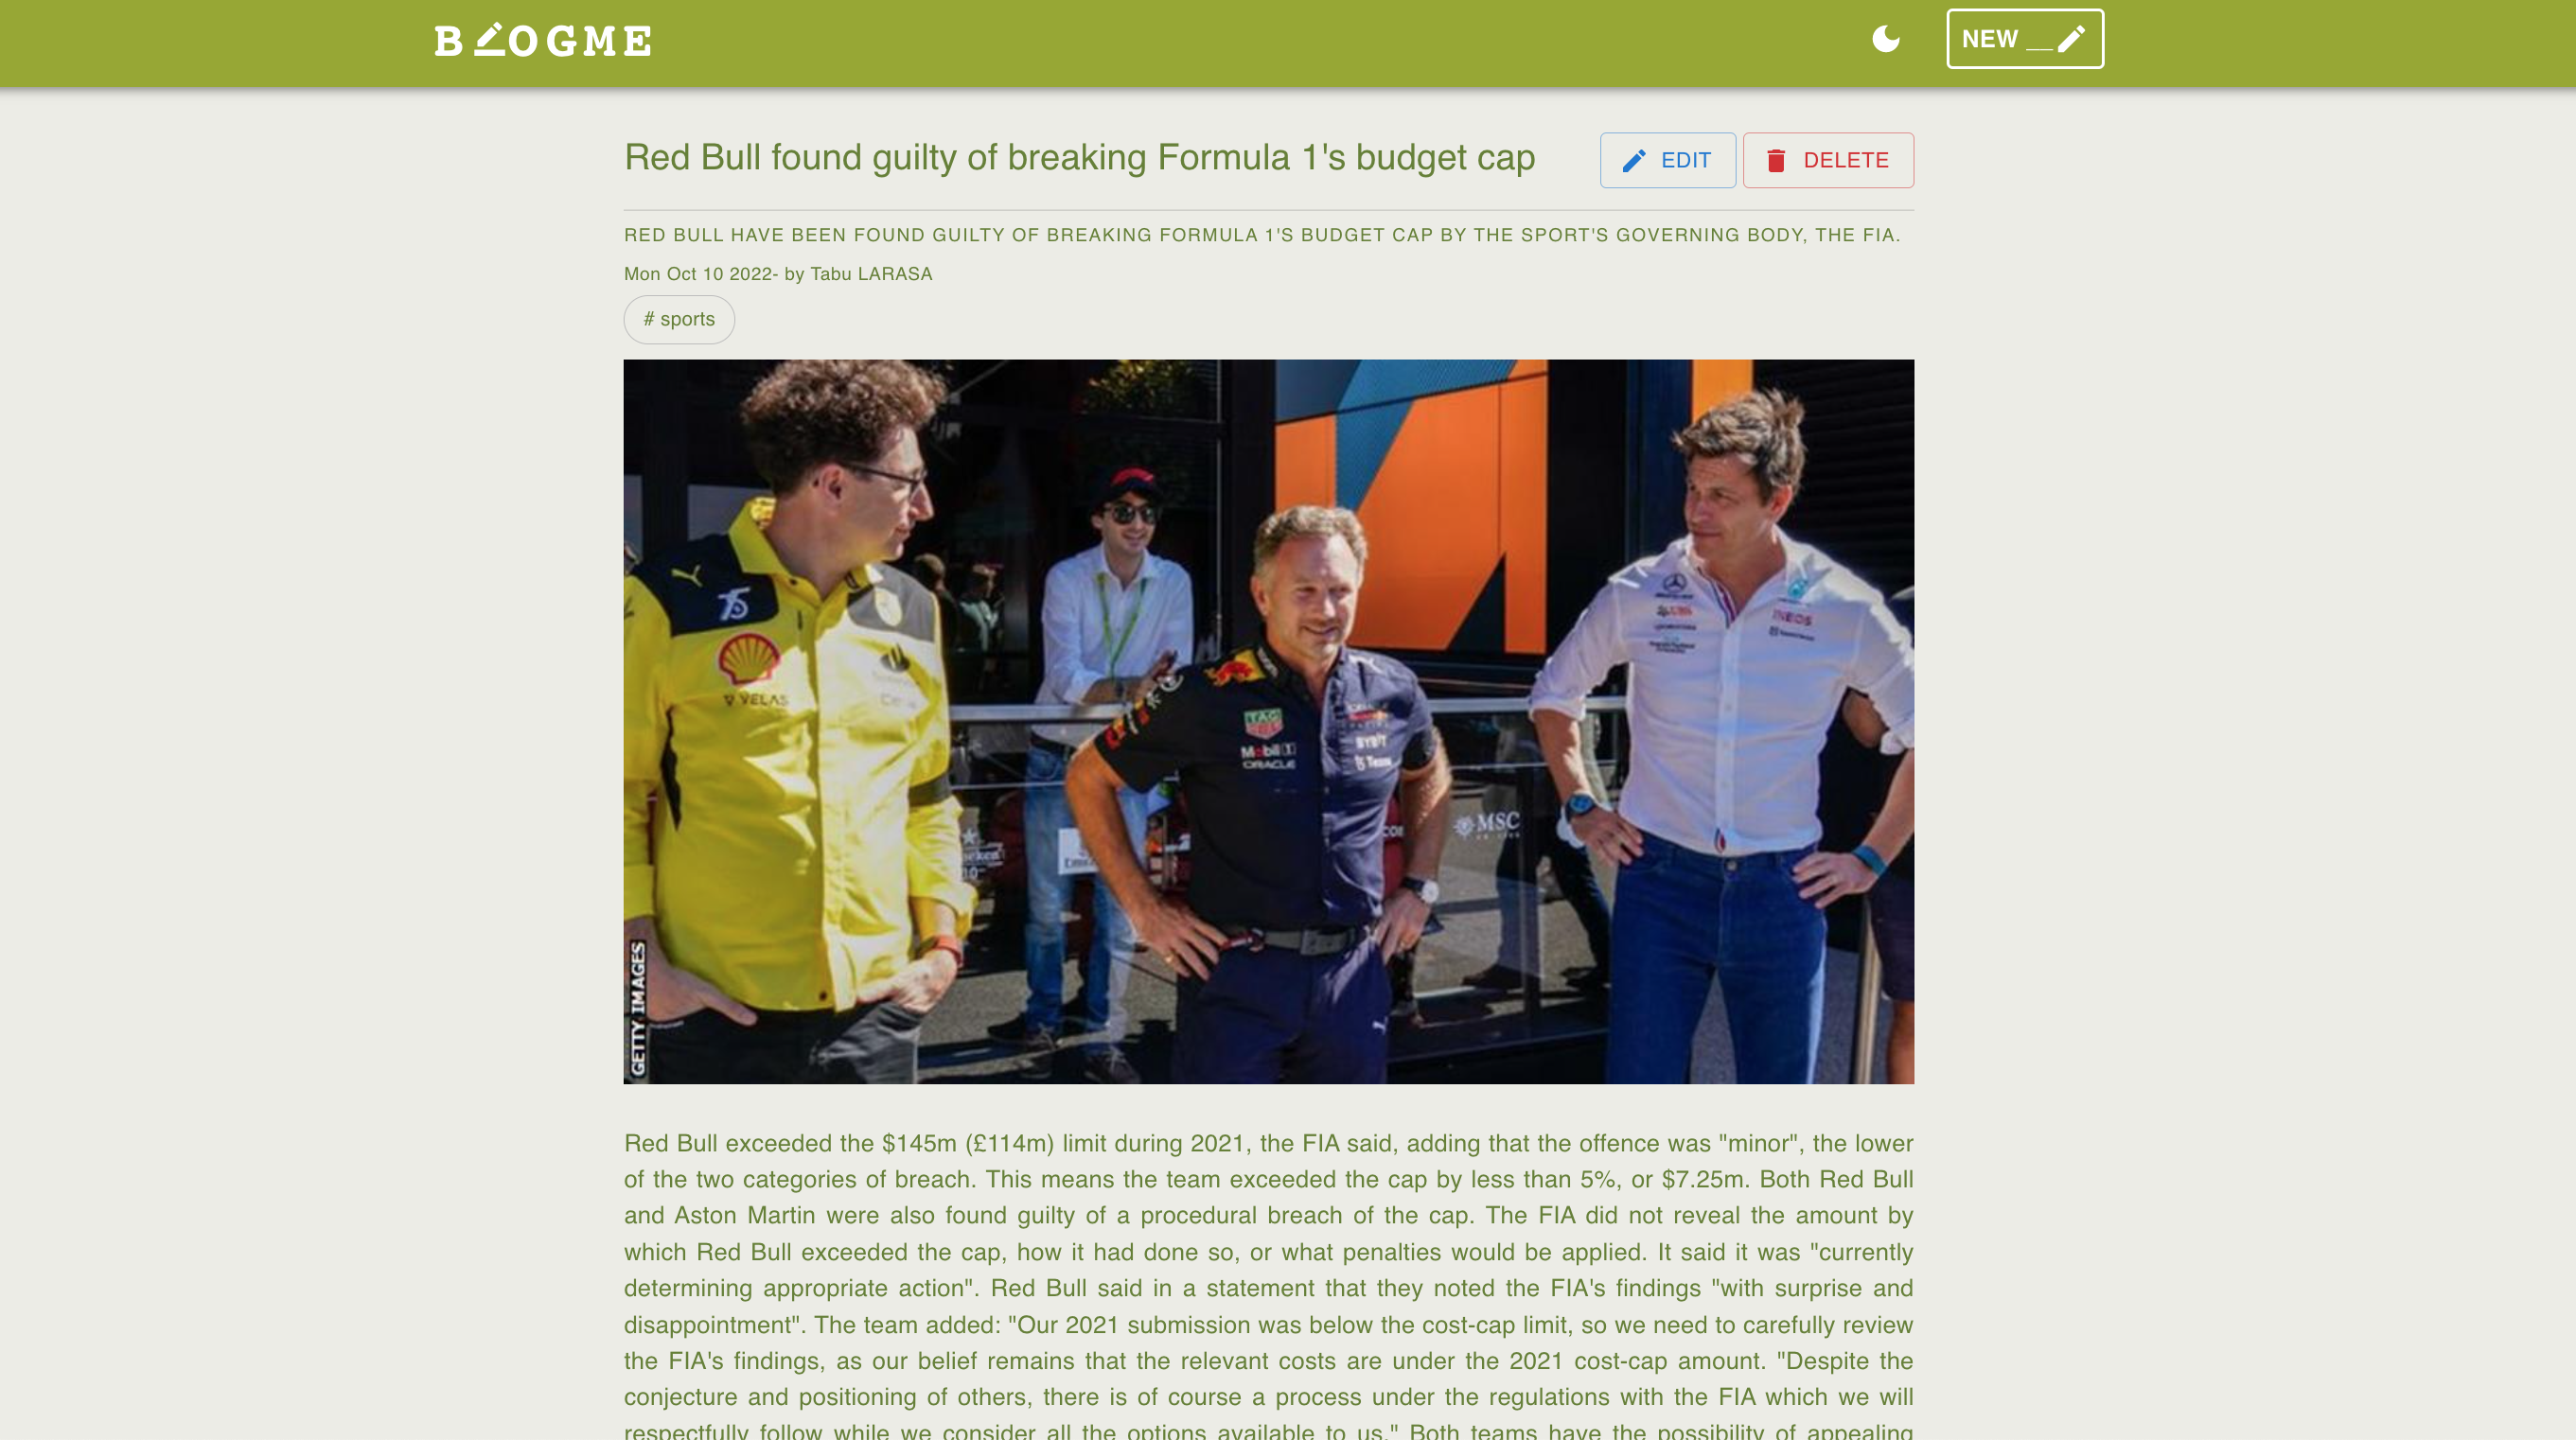 BLOGME
NEW
Red Bull found guilty of breaking Formula 1's budget cap
EDIT
DELETE
RED BULL HAVE BEEN FOUND GUILTY OF BREAKING FORMULA 1'S BUDGET CAP BY THE SPORT'S GOVERNING BODY, THE FIA.
Mon Oct 10 2022- by Tabu LARASA
# sports
75
VELAS
TAG
Mobil 1
ORACLE
BYBIT
Team
UBS
INEOS
MSC
GETTY IMAGES
Red Bull exceeded the $145m (£114m) limit during 2021, the FIA said, adding that the offence was "minor", the lower
of the two categories of breach. This means the team exceeded the cap by less than 5%, or $7.25m. Both Red Bull
and Aston Martin were also found guilty of a procedural breach of the cap. The FIA did not reveal the amount by
which Red Bull exceeded the cap, how it had done so, or what penalties would be applied. It said it was "currently
determining appropriate action". Red Bull said in a statement that they noted the FIA's findings "with surprise and
disappointment". The team added: "Our 2021 submission was below the cost-cap limit, so we need to carefully review
the FIA's findings, as our belief remains that the relevant costs are under the 2021 cost-cap amount. "Despite the
conjecture and positioning of others, there is of course a process under the regulations with the FIA which we will
respectfully follow while we consider all the options available to us." Both teams have the possibility of appealing